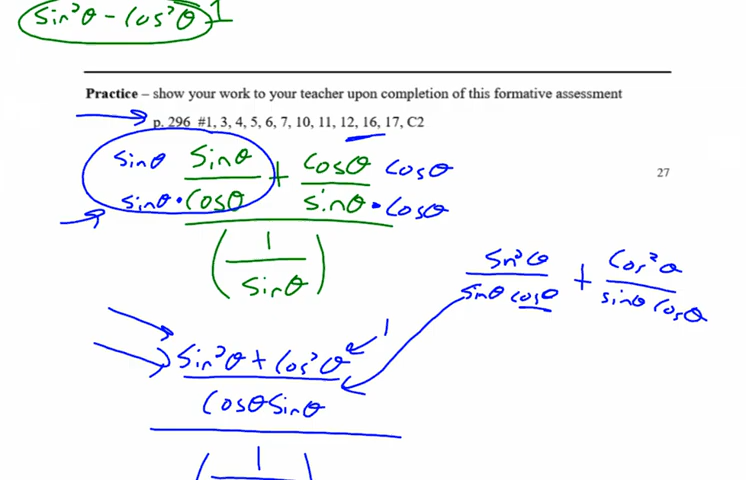 sin²θ - cos²θ 1
Practice – show your work to your teacher upon completion of this formative assessment
p. 296 #1, 3, 4, 5, 6, 7, 10, 11, 12, 16, 17, C2
27
sinθ sinθ + cosθ cosθ
sinθ · cosθ sinθ · cosθ
( 1
sinθ )
sin²θ + cos²θ
sinθ cosθ sinθ cosθ
1
sin²θ + cos²θ
cosθ sinθ
( 1 )